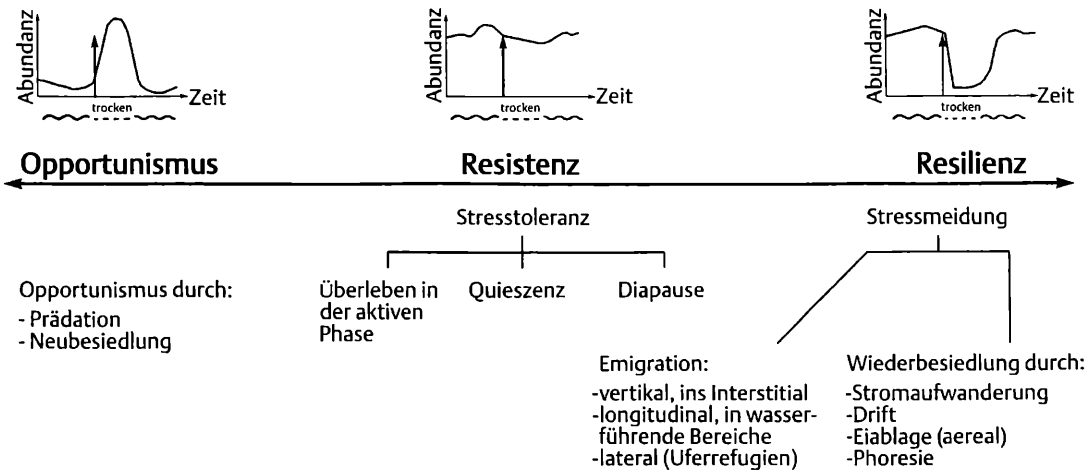 Abundanz
Zeit
trocken
Abundanz
Zeit
trocken
Abundanz
Zeit
trocken
Opportunismus
Resistenz
Resilienz
Stresstoleranz
Stressmeidung
Opportunismus durch:
- Prädation
- Neubesiedlung
Überleben in
der aktiven
Phase
Quieszenz
Diapause
Emigration:
-vertikal, ins Interstitial
-longitudinal, in wasser-
führende Bereiche
-lateral (Uferrefugien)
Wiederbesiedlung durch:
-Stromaufwanderung
-Drift
-Eiablage (aereal)
-Phoresie